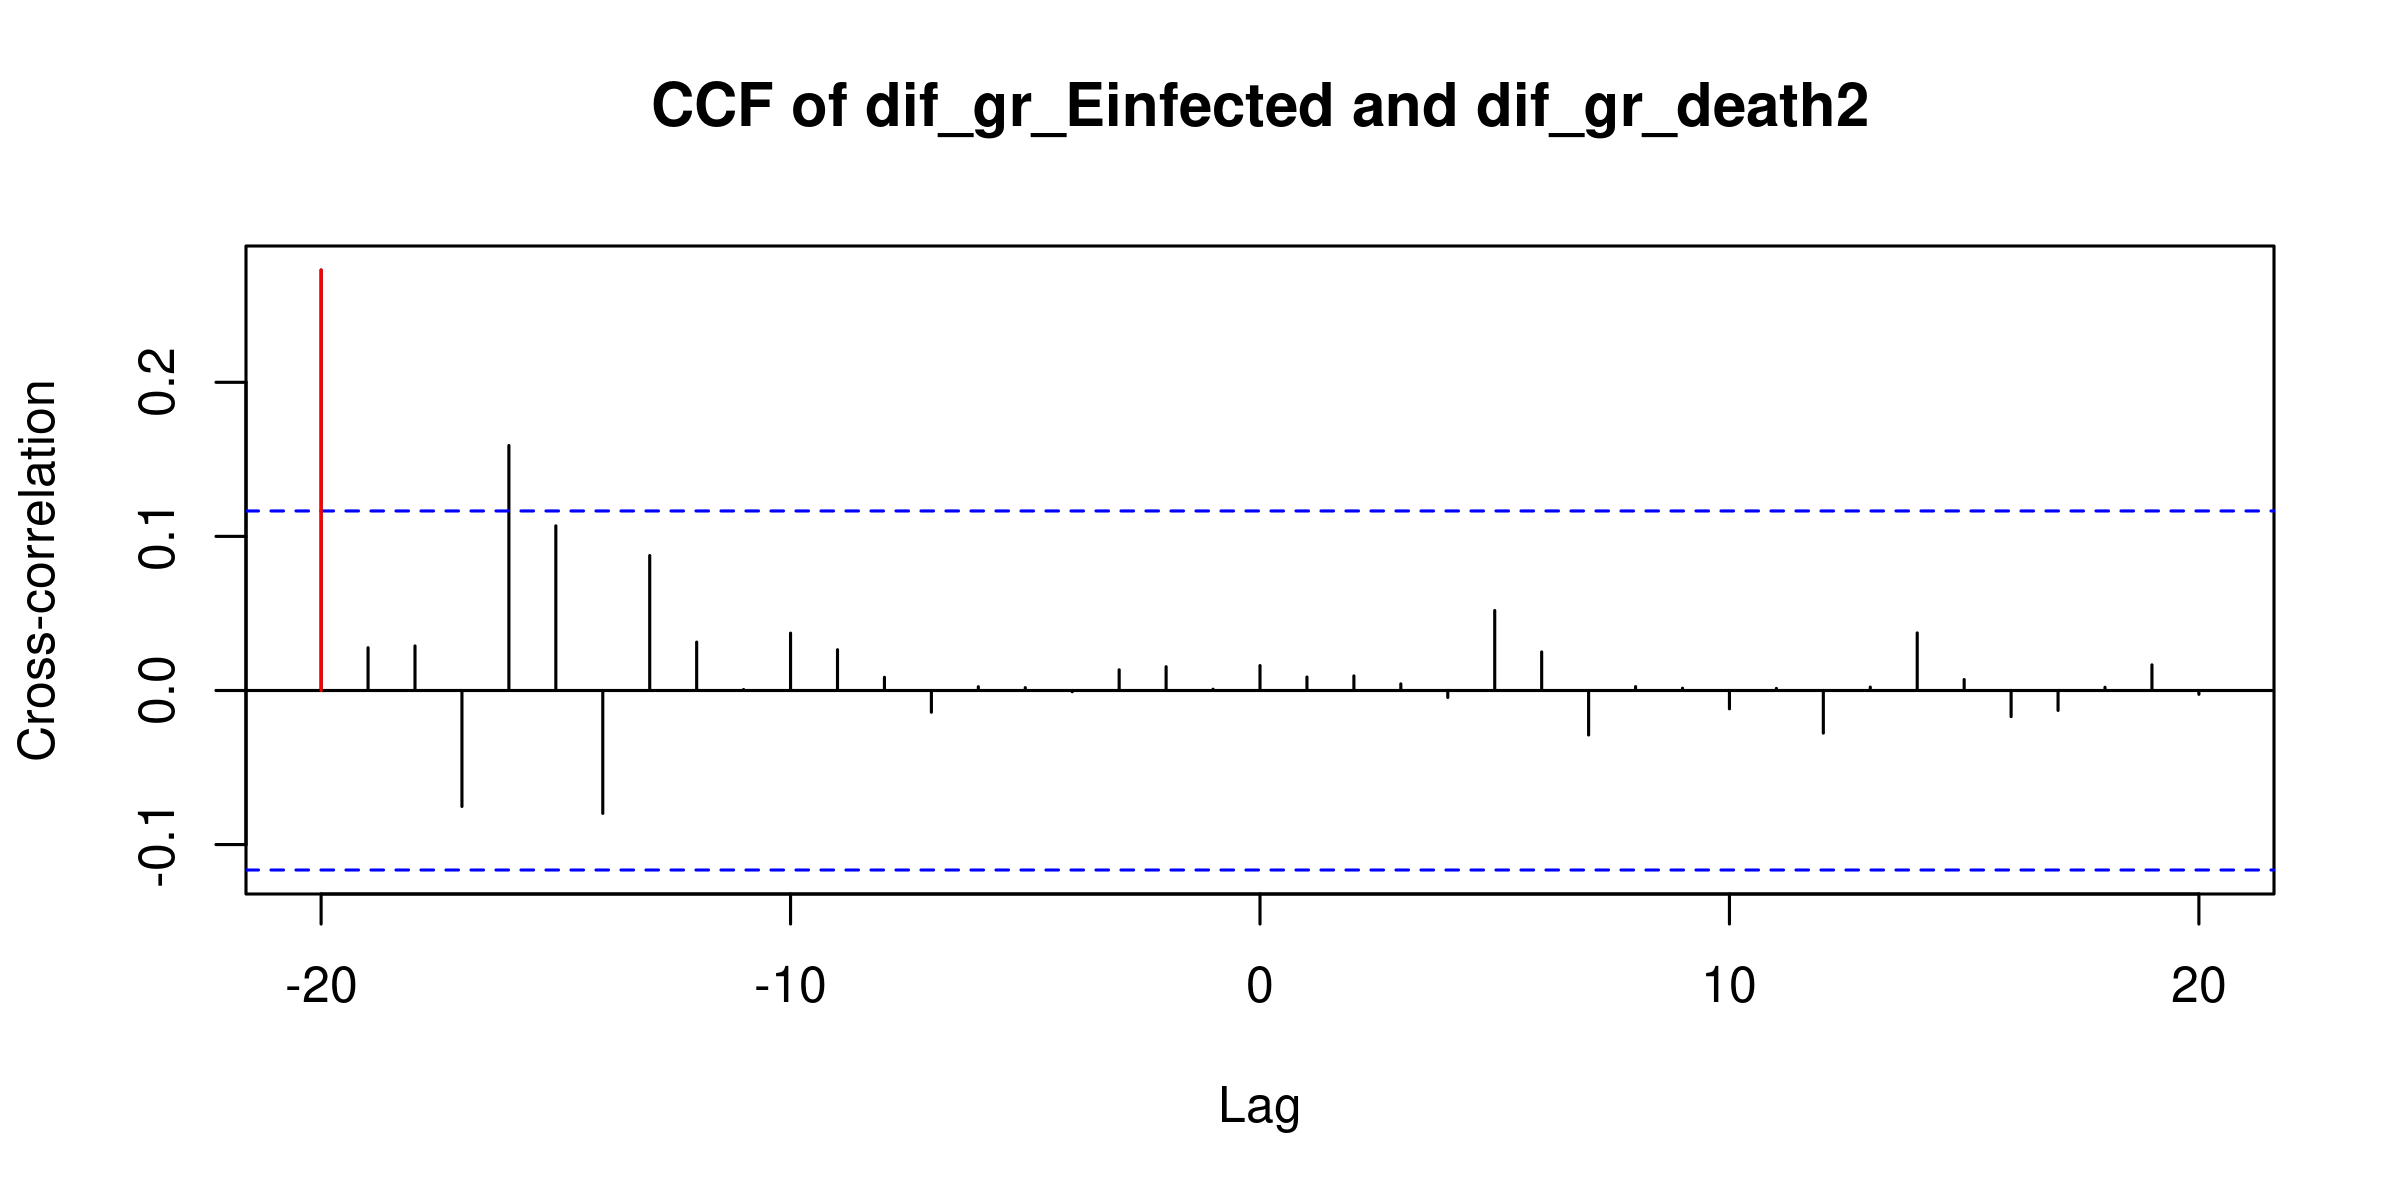 CCF of dif_gr_Einfected and dif_gr_death2
Cross-correlation
0.2
0.1
0.0
-0.1
-20 -10 0 10 20
Lag